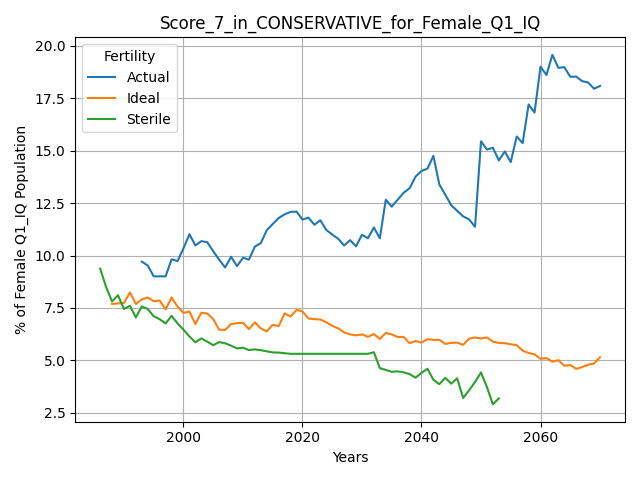 Score_7_in_CONSERVATIVE_for_Female_Q1_IQ
% of Female Q1_IQ Population
20.0
17.5
15.0
12.5
10.0
7.5
5.0
2.5
Fertility
Actual
Ideal
Sterile
2000
2020
2040
2060
Years